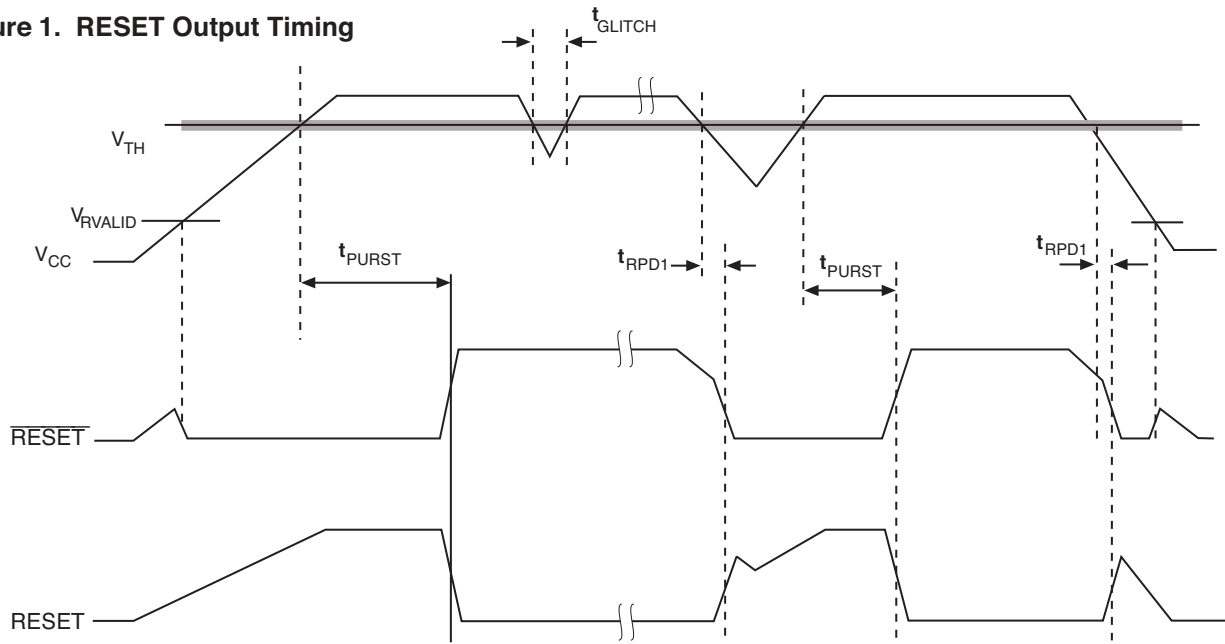 ure 1. RESET Output Timing
tGLITCH
VTH
VRVALID
VCC
tPURST
tRPD1
tPURST
tRPD1
RESET
RESET